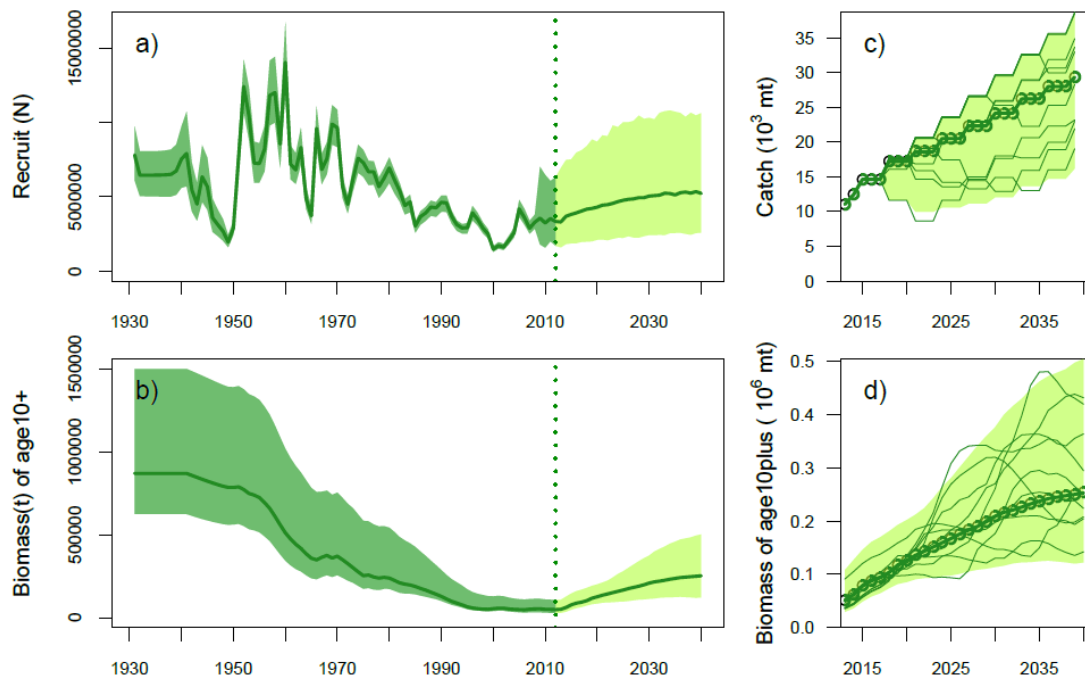 a)
Recruit (N)
15000000
5000000
0
1930 1950 1970 1990 2010 2030
c)
Catch (10³ mt)
35
30
25
20
15
10
5
0
2015 2025 2035
b)
Biomass(t) of age10+
1500000
1000000
500000
0
1930 1950 1970 1990 2010 2030
d)
Biomass of age10plus ( 10⁶ mt)
0.5
0.4
0.3
0.2
0.1
0.0
2015 2025 2035